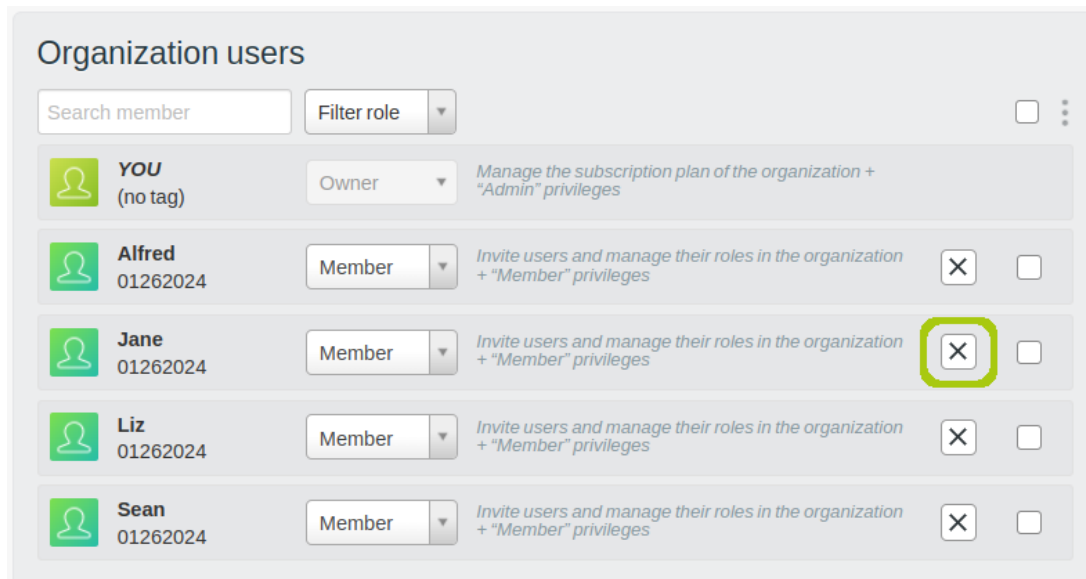 Organization users
Search member Filter role
YOU
(no tag)
Owner
Manage the subscription plan of the organization +
“Admin” privileges
Alfred
01262024
Member
Invite users and manage their roles in the organization
+ “Member” privileges
Jane
01262024
Member
Invite users and manage their roles in the organization
+ “Member” privileges
Liz
01262024
Member
Invite users and manage their roles in the organization
+ “Member” privileges
Sean
01262024
Member
Invite users and manage their roles in the organization
+ “Member” privileges